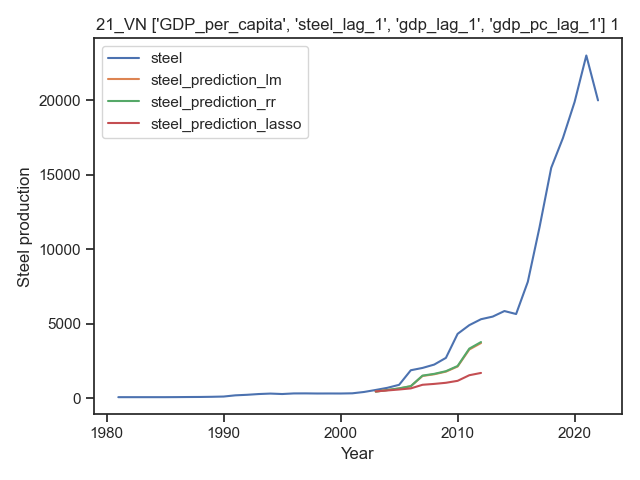 21_VN ['GDP_per_capita', 'steel_lag_1', 'gdp_lag_1', 'gdp_pc_lag_1'] 1
steel
steel_prediction_lm
steel_prediction_rr
steel_prediction_lasso
20000
15000
10000
5000
0
Steel production
1980 1990 2000 2010 2020
Year